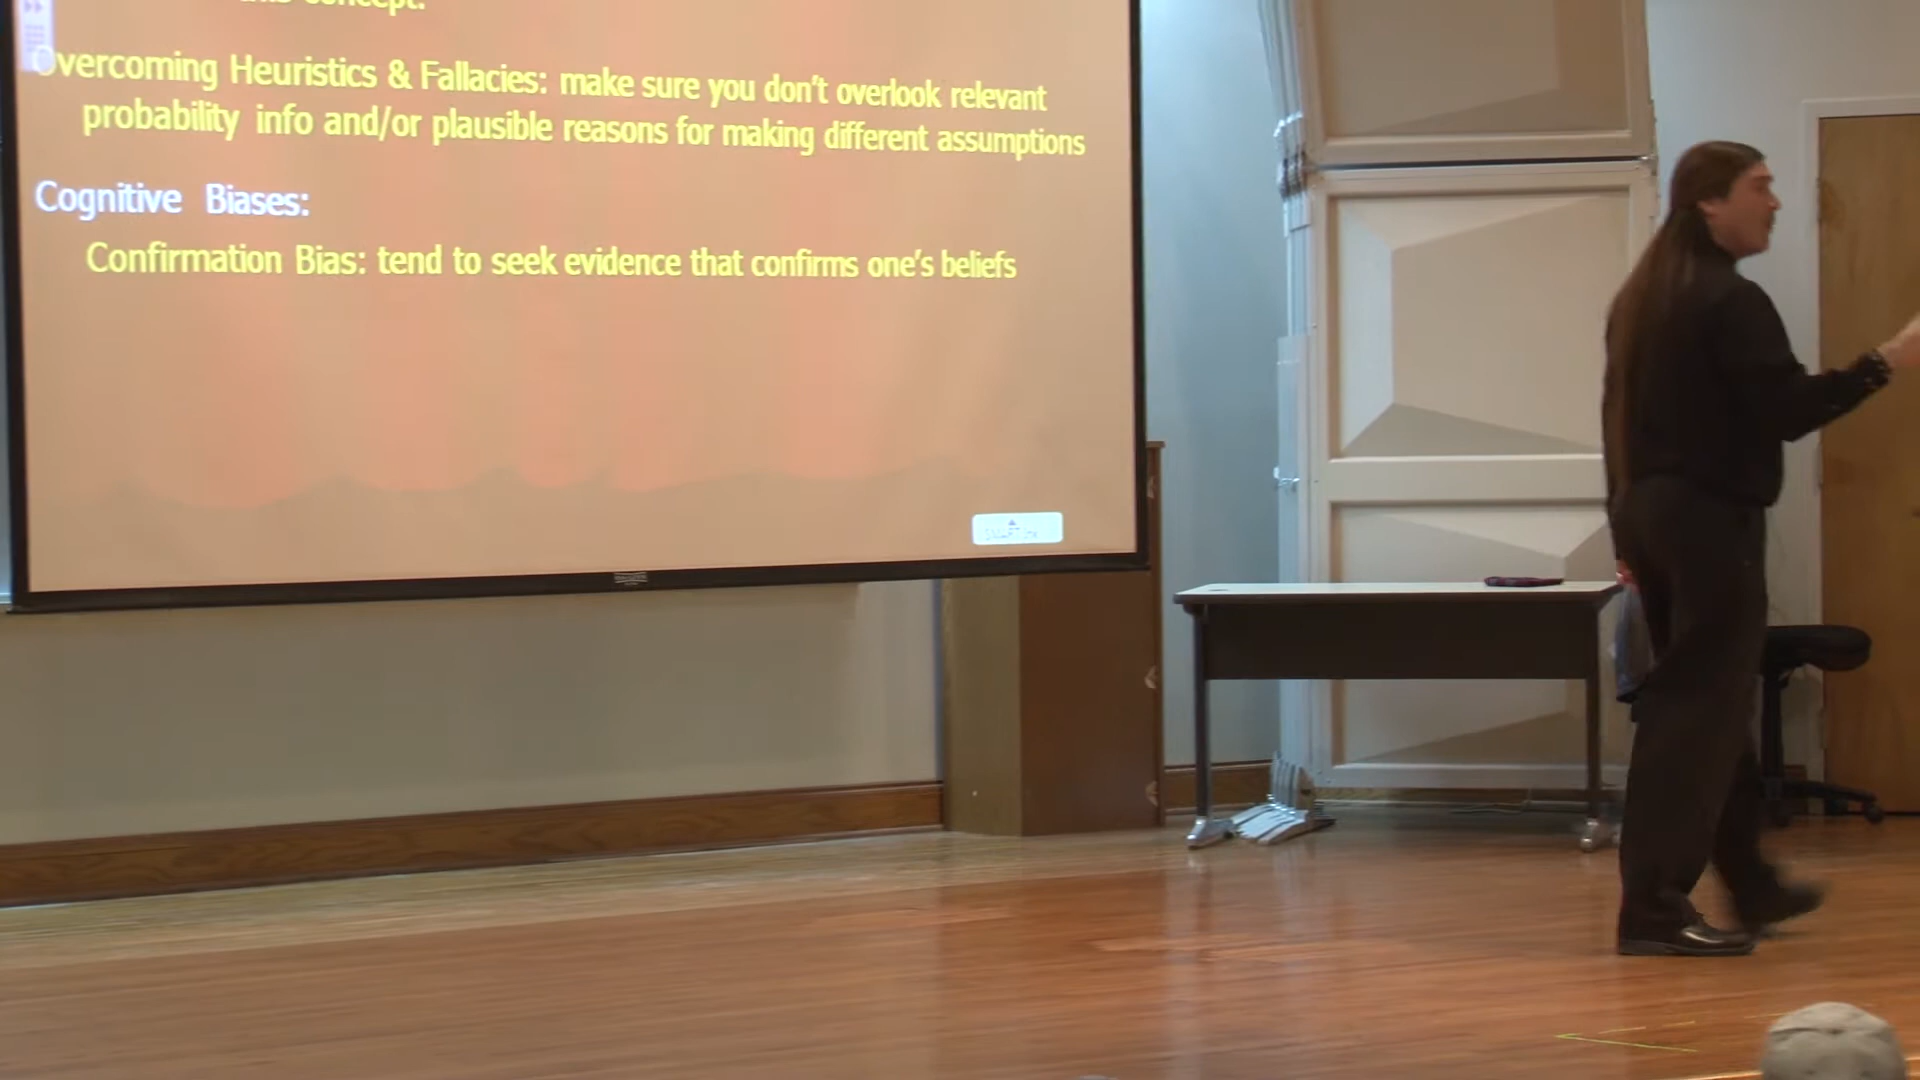 concept.
Overcoming Heuristics & Fallacies: make sure you don't overlook relevant
probability info and/or plausible reasons for making different assumptions
Cognitive Biases:
Confirmation Bias: tend to seek evidence that confirms one's beliefs